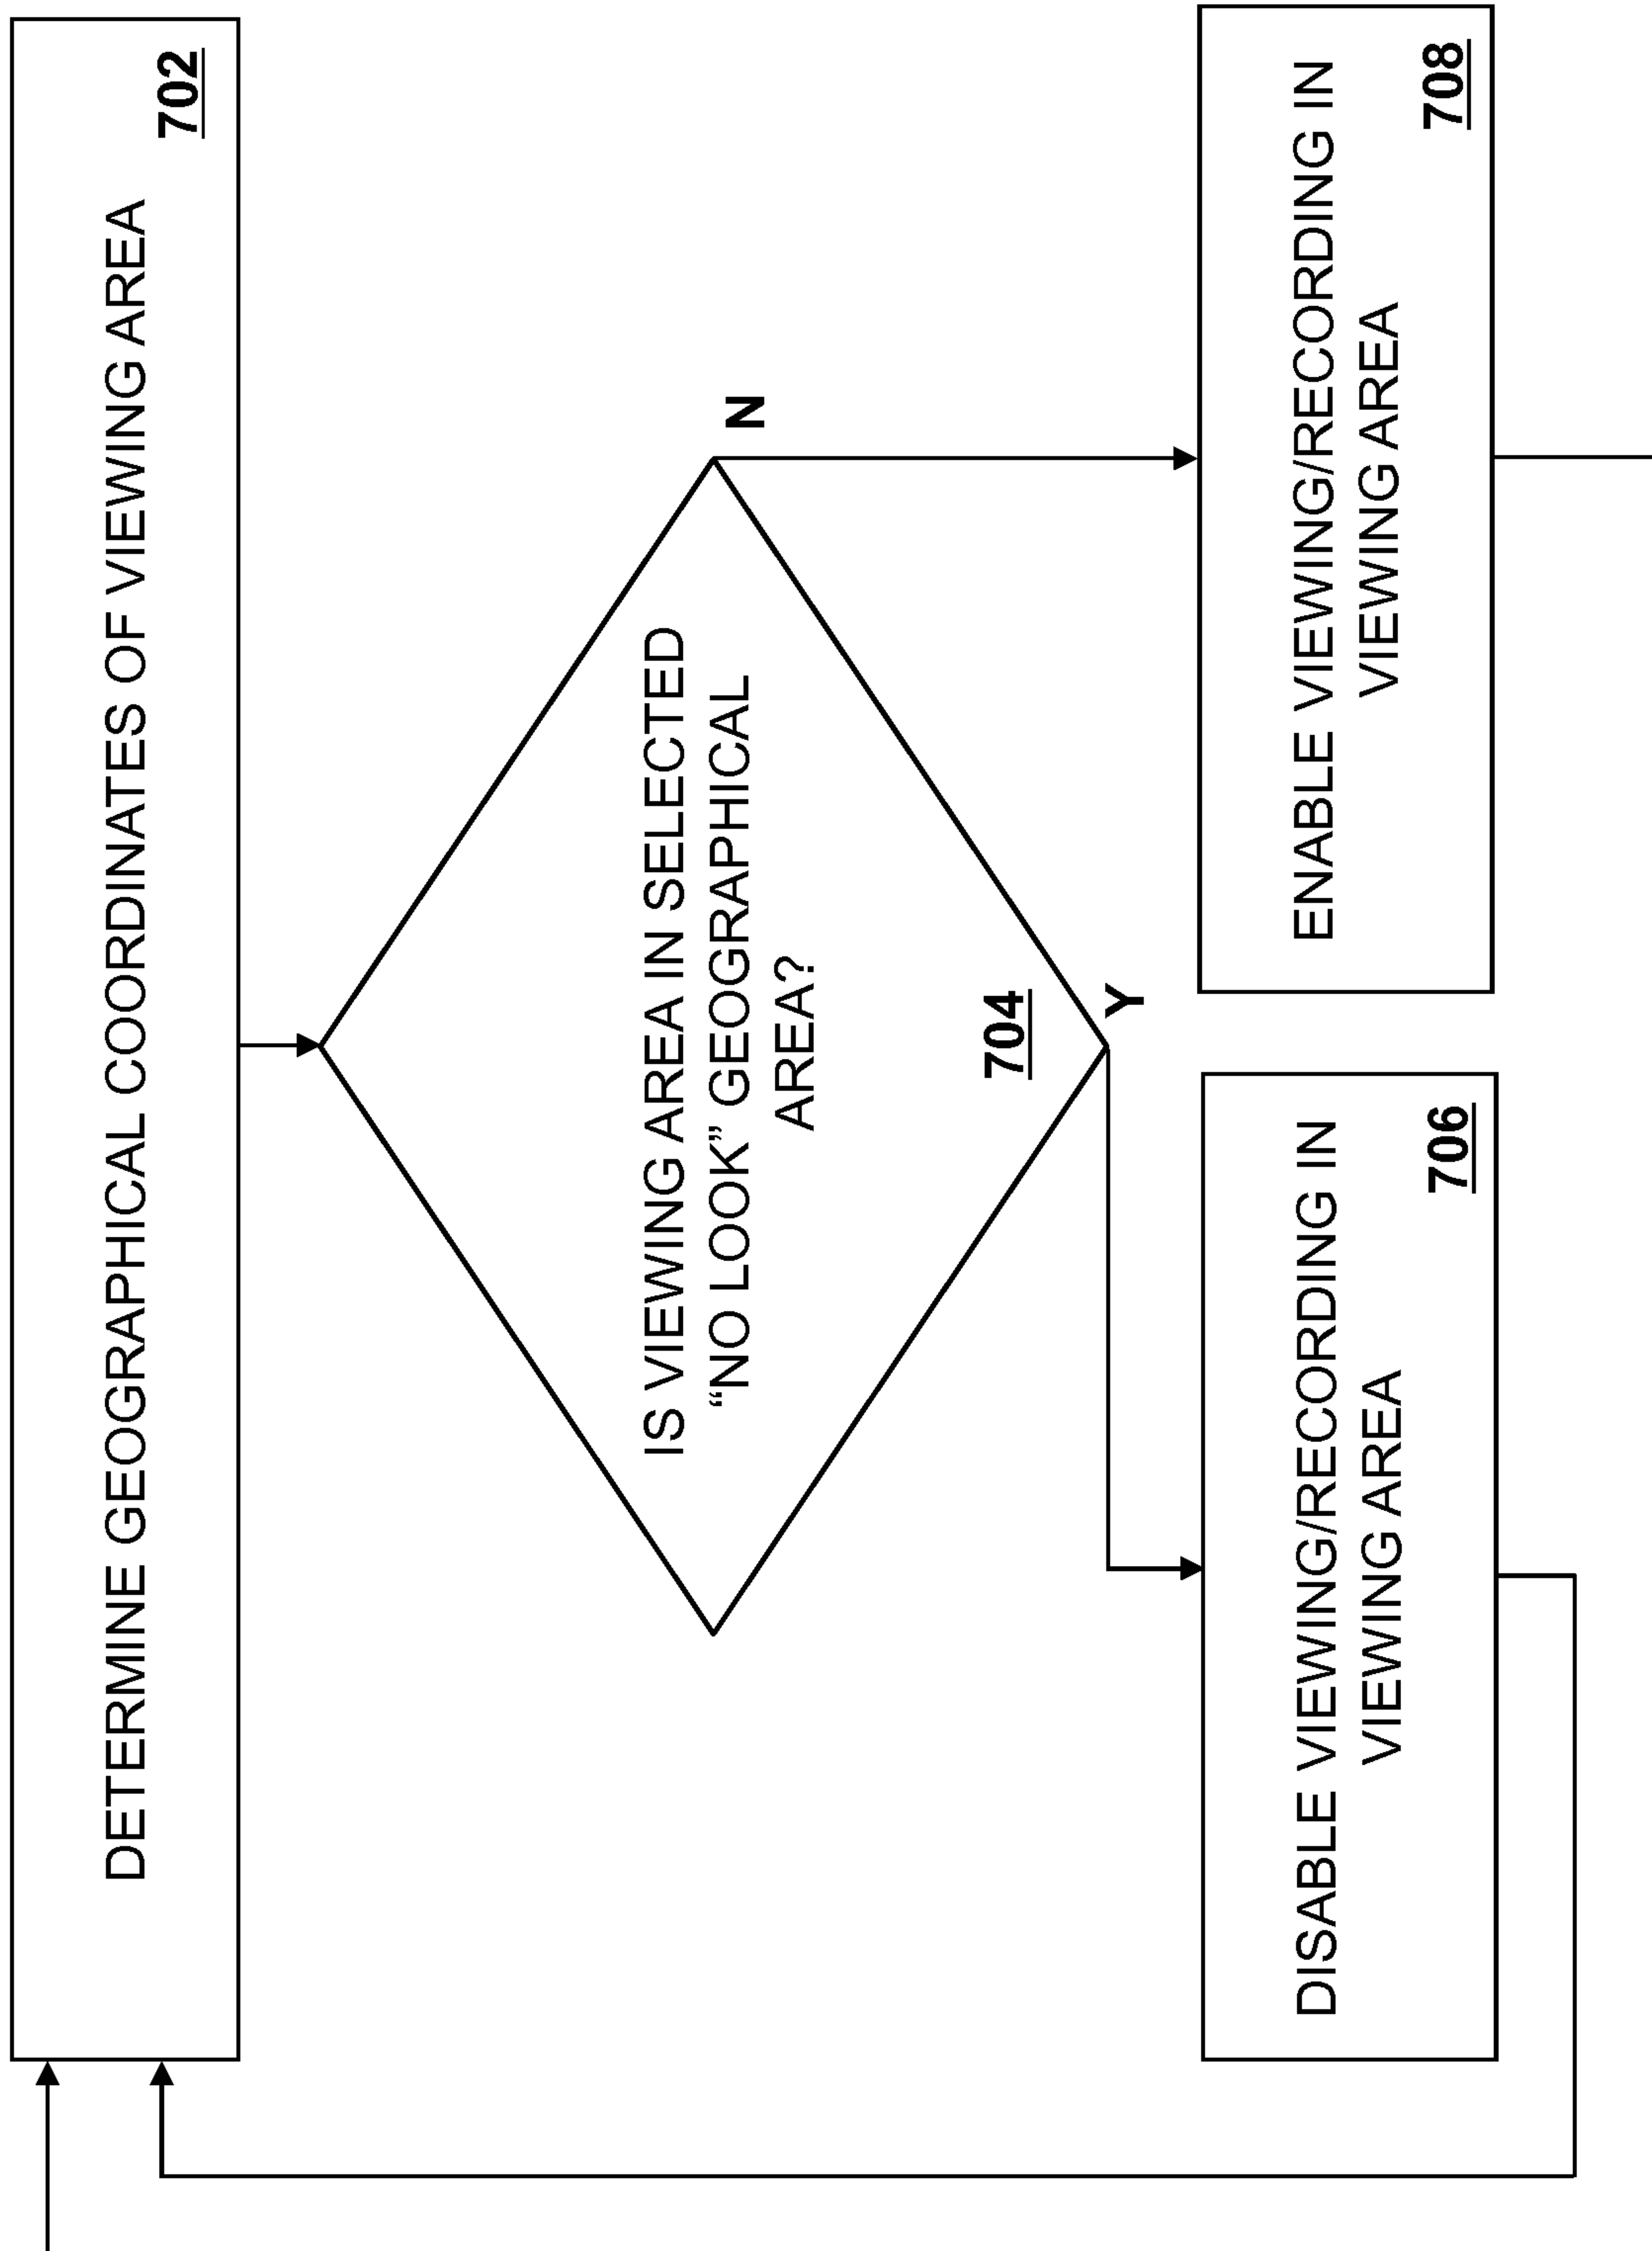 DETERMINE GEOGRAPHICAL COORDINATES OF VIEWING AREA
702
IS VIEWING AREA IN SELECTED
“NO LOOK” GEOGRAPHICAL
AREA?
704
N
Y
DISABLE VIEWING/RECORDING IN
VIEWING AREA
706
ENABLE VIEWING/RECORDING IN
VIEWING AREA
708